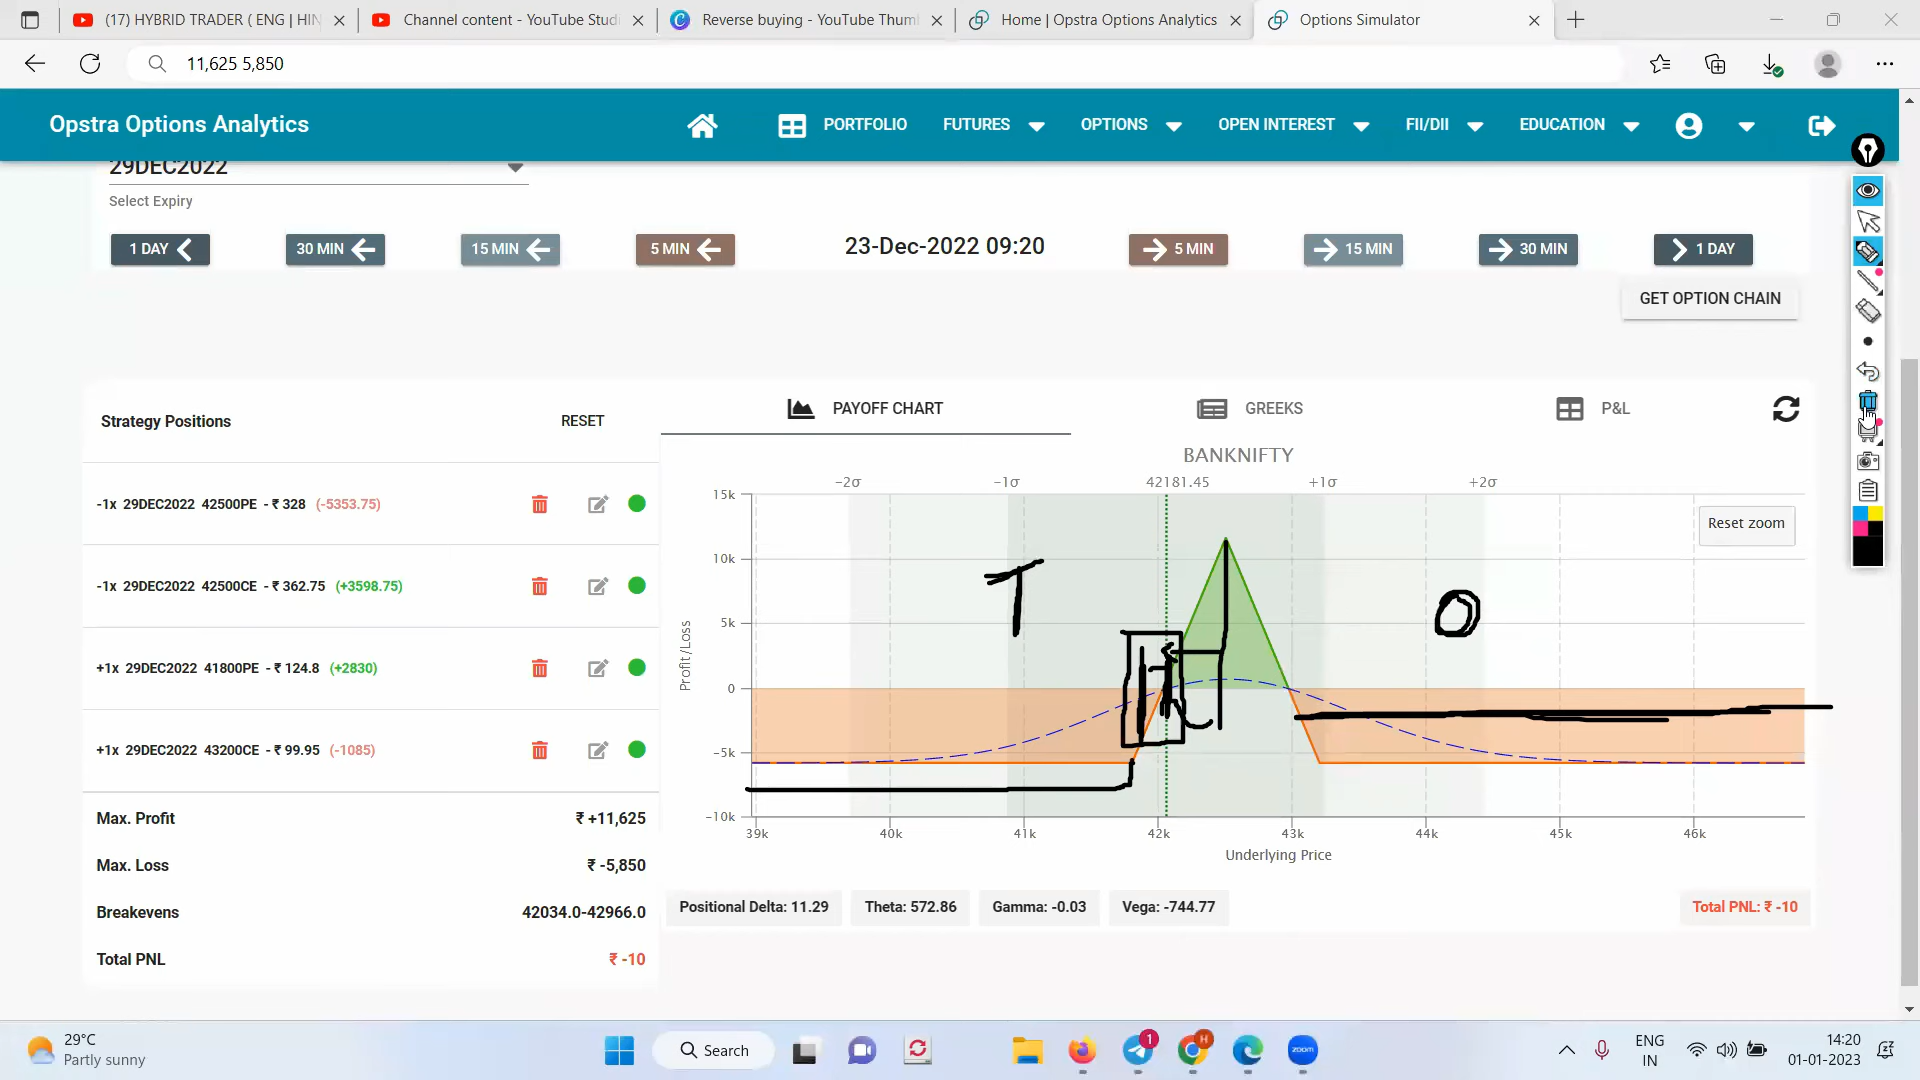 (17) HYBRID TRADER ( ENG | HIN
Channel content - YouTube Studi
Reverse buying - YouTube Thum
Home | Opstra Options Analytics
Options Simulator
11,625 5,850
Opstra Options Analytics
PORTFOLIO
FUTURES
OPTIONS
OPEN INTEREST
FII/DII
EDUCATION
29DEC2022
Select Expiry
1 DAY
30 MIN
15 MIN
5 MIN
23-Dec-2022 09:20
5 MIN
15 MIN
30 MIN
1 DAY
GET OPTION CHAIN
Strategy Positions
RESET
PAYOFF CHART
GREEKS
P&L
BANKNIFTY
-2σ
-1σ
42181.45
+1σ
+2σ
Reset zoom
-1x 29DEC2022 42500PE - ₹ 328 (-5353.75)
-1x 29DEC2022 42500CE - ₹ 362.75 (+3598.75)
+1x 29DEC2022 41800PE - ₹ 124.8 (+2830)
+1x 29DEC2022 43200CE - ₹ 99.95 (-1085)
Max. Profit ₹ +11,625
Max. Loss ₹ -5,850
Breakevens 42034.0-42966.0
Total PNL ₹ -10
Profit/Loss
15k
10k
5k
0
-5k
-10k
39k
40k
41k
42k
43k
44k
45k
46k
Underlying Price
T
O
Positional Delta: 11.29
Theta: 572.86
Gamma: -0.03
Vega: -744.77
Total PNL: ₹ -10
29°C
Partly sunny
Search
1
H
zoom
ENG
IN
14:20
01-01-2023